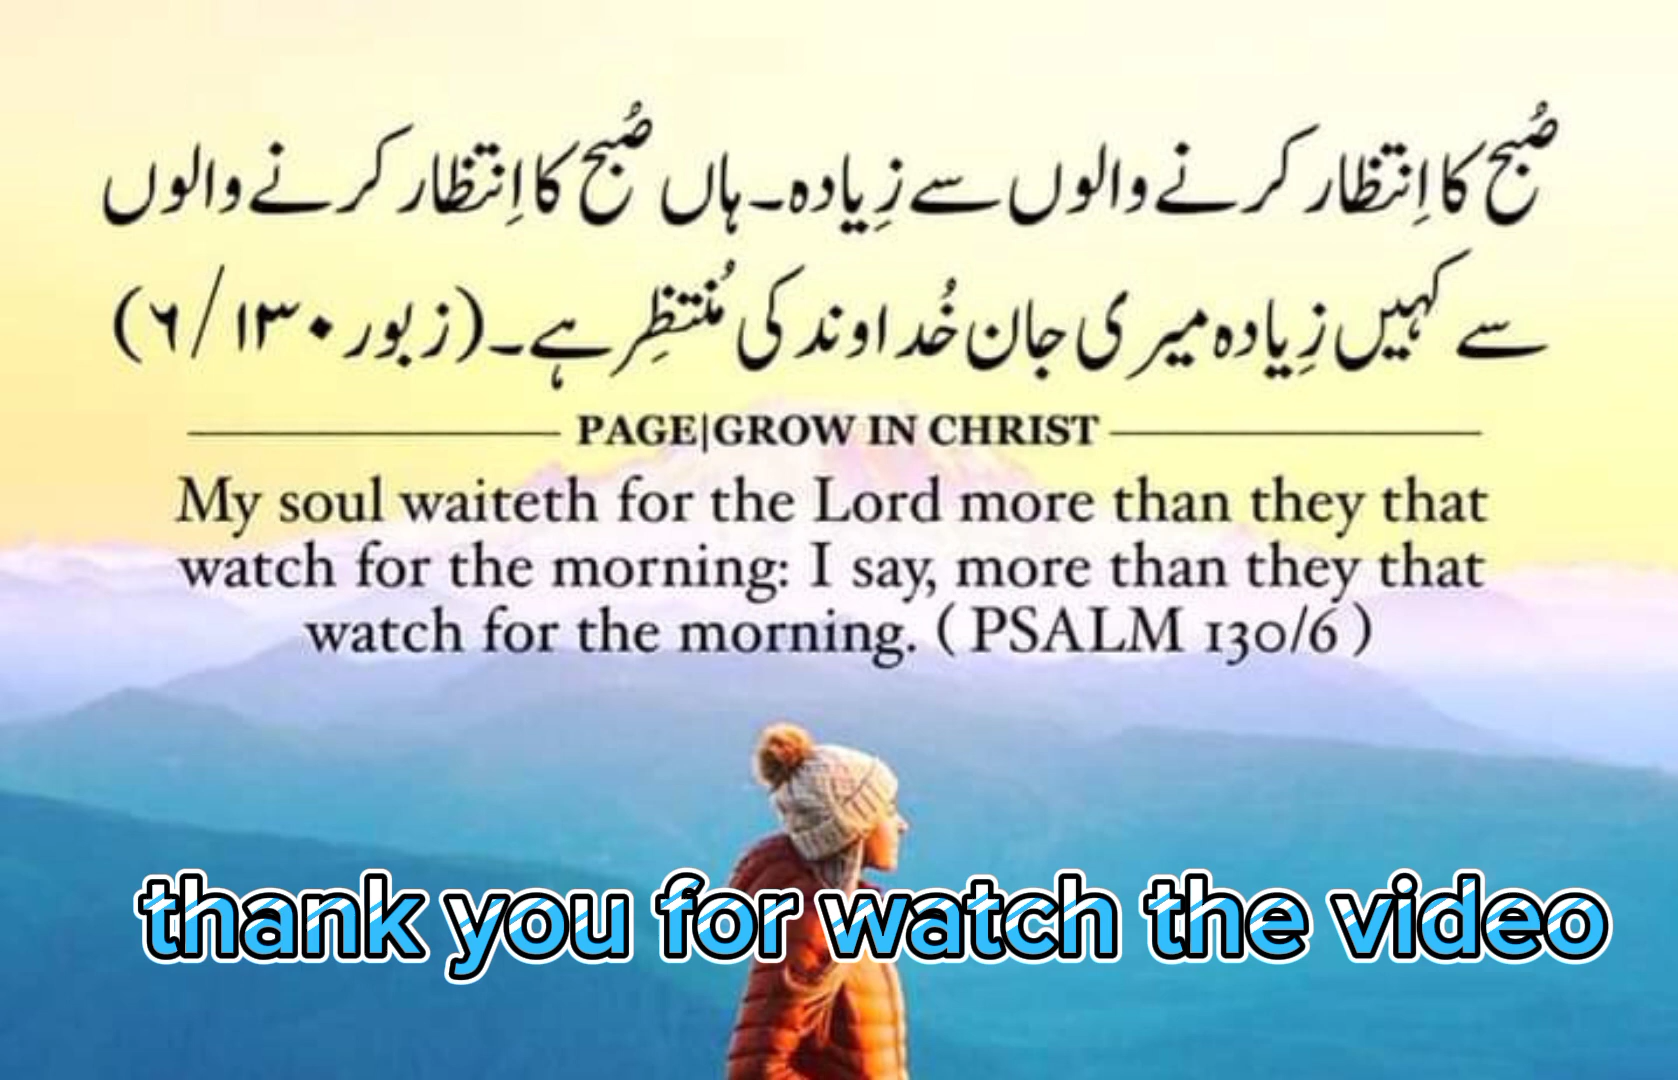 صُبح کا اِنتظار کرنے والوں سے زِیادہ۔ ہاں صُبح کا اِنتظار کرنے والوں
سے کہیں زِیادہ میری جان خُداوند کی مُنتظِر ہے۔ (زبور ۱۳۰/۶)
PAGE|GROW IN CHRIST
My soul waiteth for the Lord more than they that
watch for the morning: I say, more than they that
watch for the morning. ( PSALM 130/6 )
thank you for watch the video